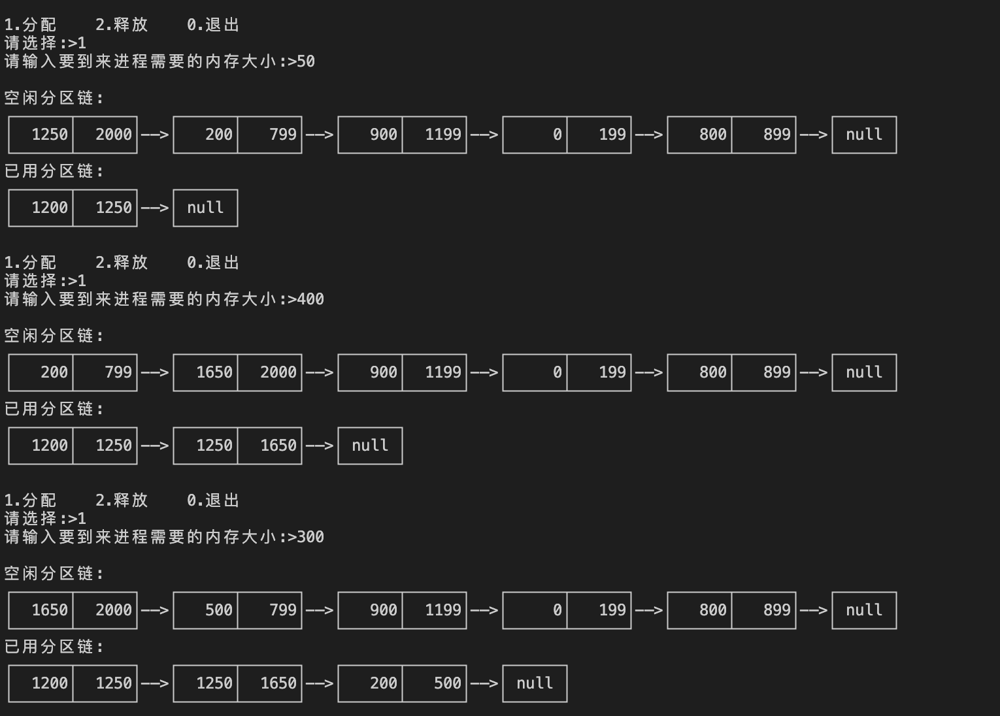 1.分配 2.释放 0.退出
请选择:>1
请输入要到来进程需要的内存大小:>50
空闲分区链:
1250 2000--> 200 799--> 900 1199--> 0 199--> 800 899--> null
已用分区链:
1200 1250--> null
1.分配 2.释放 0.退出
请选择:>1
请输入要到来进程需要的内存大小:>400
空闲分区链:
200 799--> 1650 2000--> 900 1199--> 0 199--> 800 899--> null
已用分区链:
1200 1250--> 1250 1650--> null
1.分配 2.释放 0.退出
请选择:>1
请输入要到来进程需要的内存大小:>300
空闲分区链:
1650 2000--> 500 799--> 900 1199--> 0 199--> 800 899--> null
已用分区链:
1200 1250--> 1250 1650--> 200 500--> null